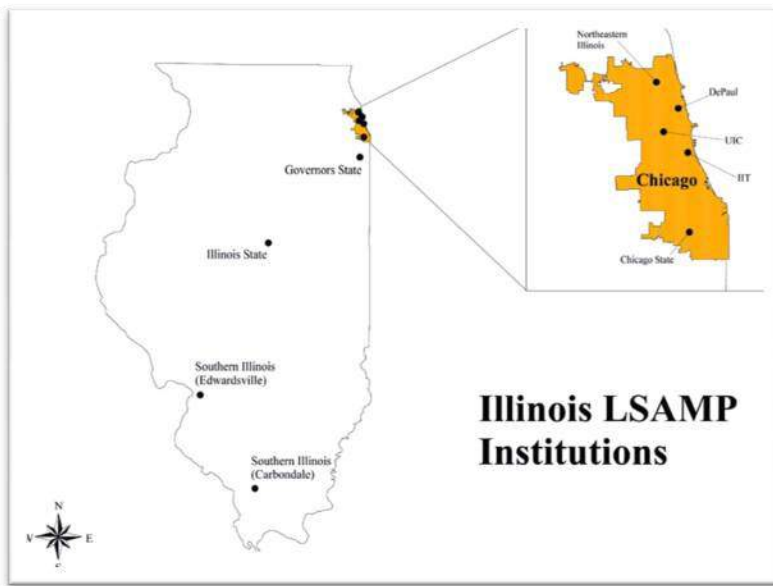 Northeastern
Illinois
DePaul
UIC
Chicago
IIT
Chicago State
Governors State
Illinois State
Southern Illinois
(Edwardsville)
Southern Illinois
(Carbondale)
Illinois LSAMP
Institutions
N
E